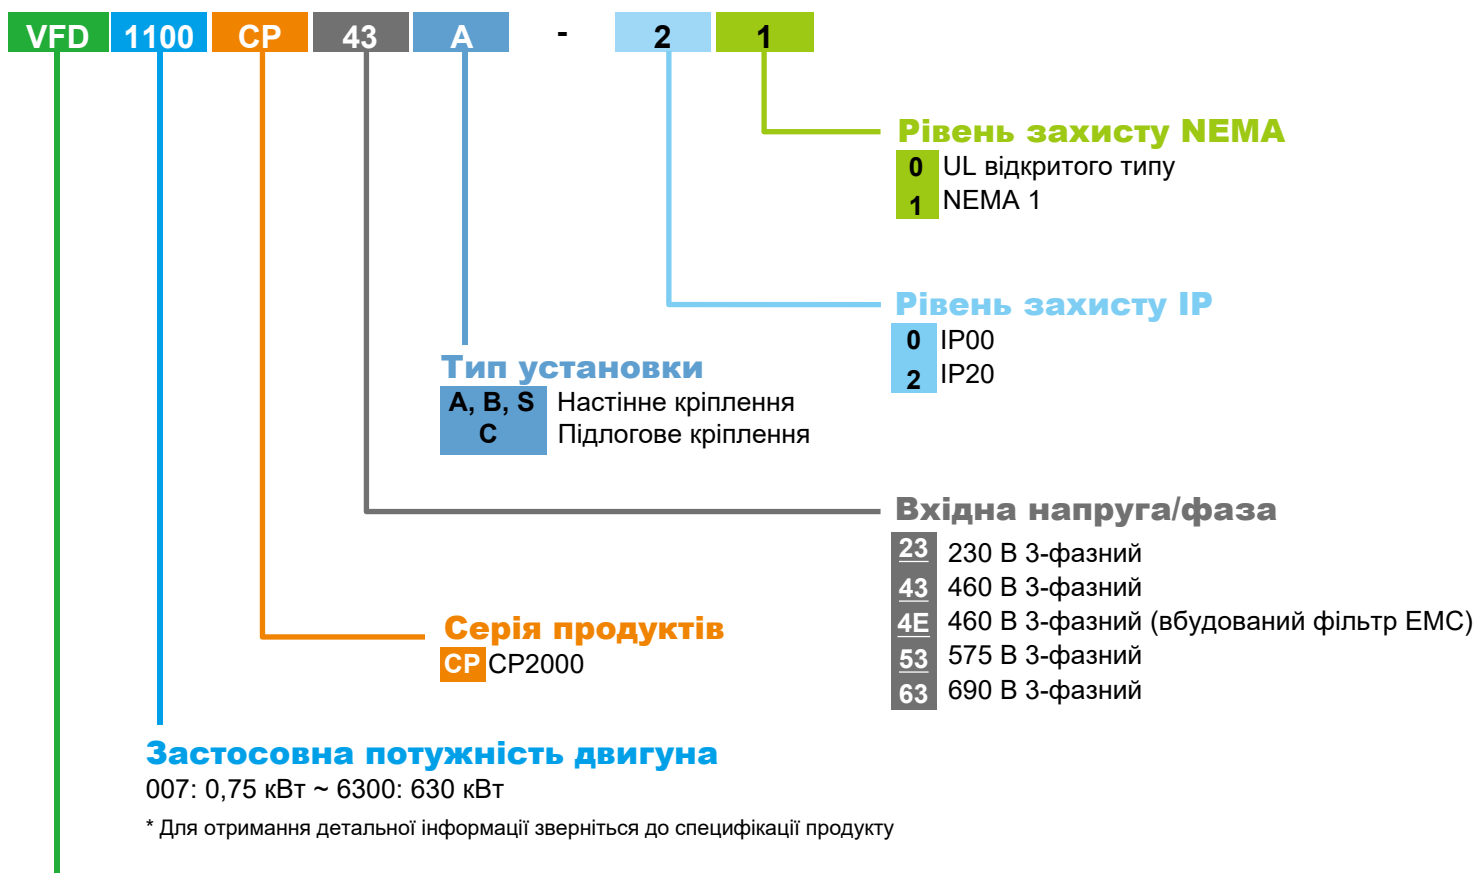 VFD 1100 CP 43 A - 2 1
Рівень захисту NEMA
0 UL відкритого типу
1 NEMA 1
Рівень захисту IP
0 IP00
2 IP20
Тип установки
A, B, S Настінне кріплення
C Підлогове кріплення
Вхідна напруга/фаза
23 230 В 3-фазний
43 460 В 3-фазний
4E 460 В 3-фазний (вбудований фільтр EMC)
53 575 В 3-фазний
63 690 В 3-фазний
Серія продуктів
CP CP2000
Застосовна потужність двигуна
007: 0,75 кВт ~ 6300: 630 кВт
* Для отримання детальної інформації зверніться до специфікації продукту